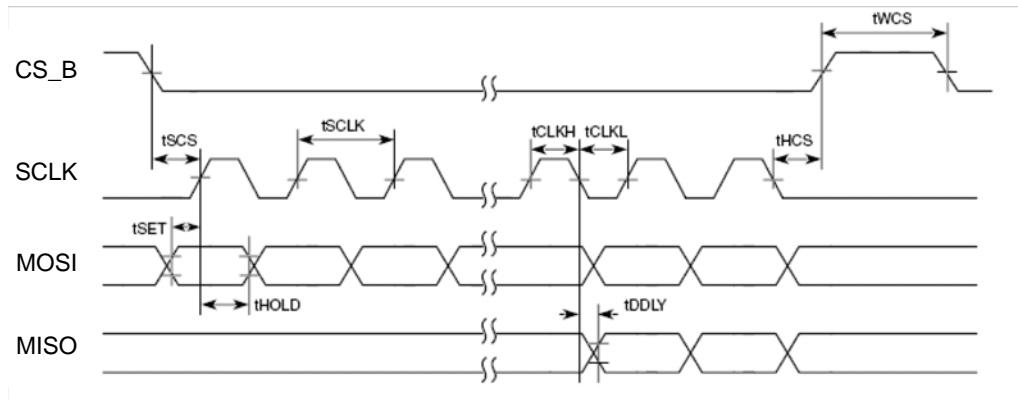 tWCS
CS_B
tSCS
tSCLK
tCLKH
tCLKL
tHCS
SCLK
tSET
MOSI
tHOLD
tDDLY
MISO